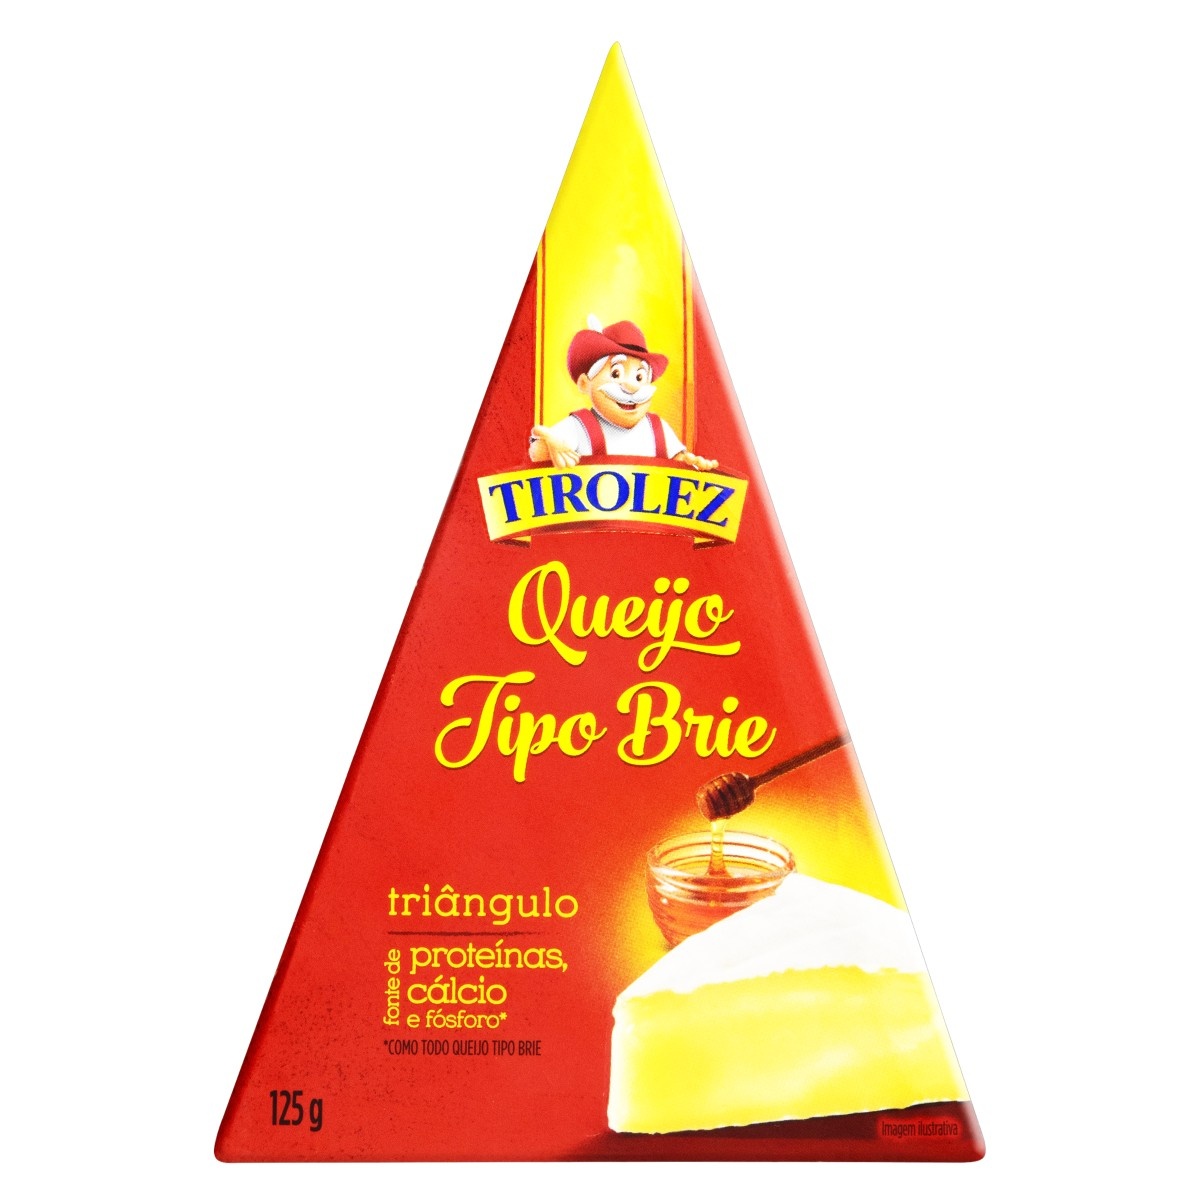 TIROLEZ
Queijo
Tipo Brie
triângulo
fonte de
proteínas,
cálcio
e fósforo*
*COMO TODO QUEIJO TIPO BRIE
125 g
Imagem ilustrativa